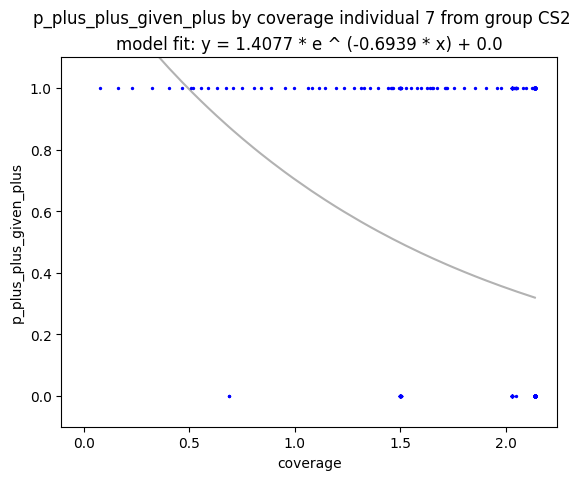 p_plus_plus_given_plus by coverage individual 7 from group CS2
model fit: y = 1.4077 * e ^ (-0.6939 * x) + 0.0
p_plus_plus_given_plus
1.0
0.8
0.6
0.4
0.2
0.0
0.0 0.5 1.0 1.5 2.0
coverage